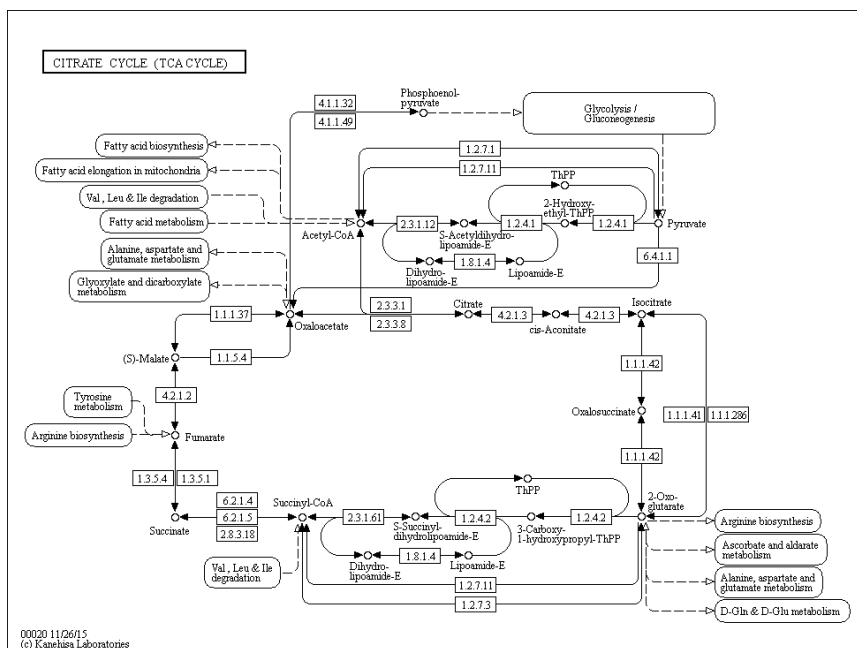 CITRATE CYCLE (TCA CYCLE)
Phosphoenol-
pyruvate
4.1.1.32
4.1.1.49
Glycolysis /
Gluconeogenesis
Fatty acid biosynthesis
Fatty acid elongation in mitochondria
Val , Leu & Ile degradation
Fatty acid metabolism
Alanine, aspartate and
glutamate metabolism
Glyoxylate and dicarboxylate
metabolism
1.2.7.1
1.2.7.11
ThPP
2-Hydroxy-
ethyl-ThPP
Acetyl-CoA
2.3.1.12
S-Acetyldihydro-
lipoamide-E
1.2.4.1
1.2.4.1
Pyruvate
Dihydro-
lipoamide-E
1.8.1.4
Lipoamide-E
6.4.1.1
1.1.1.37
Oxaloacetate
2.3.3.1
2.3.3.8
Citrate
4.2.1.3
cis-Aconitate
4.2.1.3
Isocitrate
(S)-Malate
1.1.5.4
1.1.1.42
4.2.1.2
Tyrosine
metabolism
Arginine biosynthesis
Fumarate
Oxalosuccinate
1.1.1.41
1.1.1.286
1.1.1.42
1.3.5.4
1.3.5.1
Succinate
6.2.1.4
6.2.1.5
2.8.3.18
Succinyl-CoA
2.3.1.61
S-Succinyl-
dihydrolipoamide-E
ThPP
1.2.4.2
3-Carboxy-
1-hydroxypropyl-ThPP
1.2.4.2
2-Oxo-
glutarate
Dihydro-
lipoamide-E
1.8.1.4
Lipoamide-E
Val , Leu & Ile
degradation
1.2.7.11
1.2.7.3
Arginine biosynthesis
Ascorbate and aldarate
metabolism
Alanine, aspartate and
glutamate metabolism
D-Gln & D-Glu metabolism
00020 11/26/15
(c) Kanehisa Laboratories